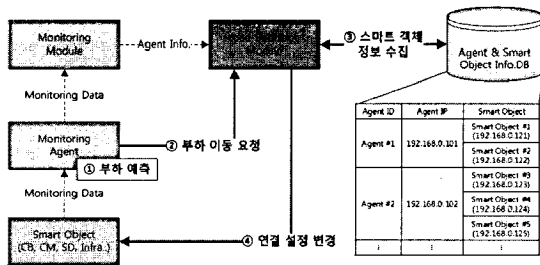 Monitoring
Module
Agent Info.
③ 스마트 객체
정보 수집
Agent & Smart
Object Info.DB
Monitoring Data
Monitoring
Agent
① 부하 예측
② 부하 이동 요청
Monitoring Data
Smart Object
(CB, CM, SD, Infra..)
④ 연결 설정 변경
Agent ID Agent IP Smart Object
Agent #1 192.168.0.101
Smart Object #1
(192.168.0.121)
Smart Object #2
(192.168.0.122)
Agent #2 192.168.0.102
Smart Object #3
(192.168.0.123)
Smart Object #4
(192.168.0.124)
Smart Object #5
(192.168.0.125)
⋮ ⋮ ⋮